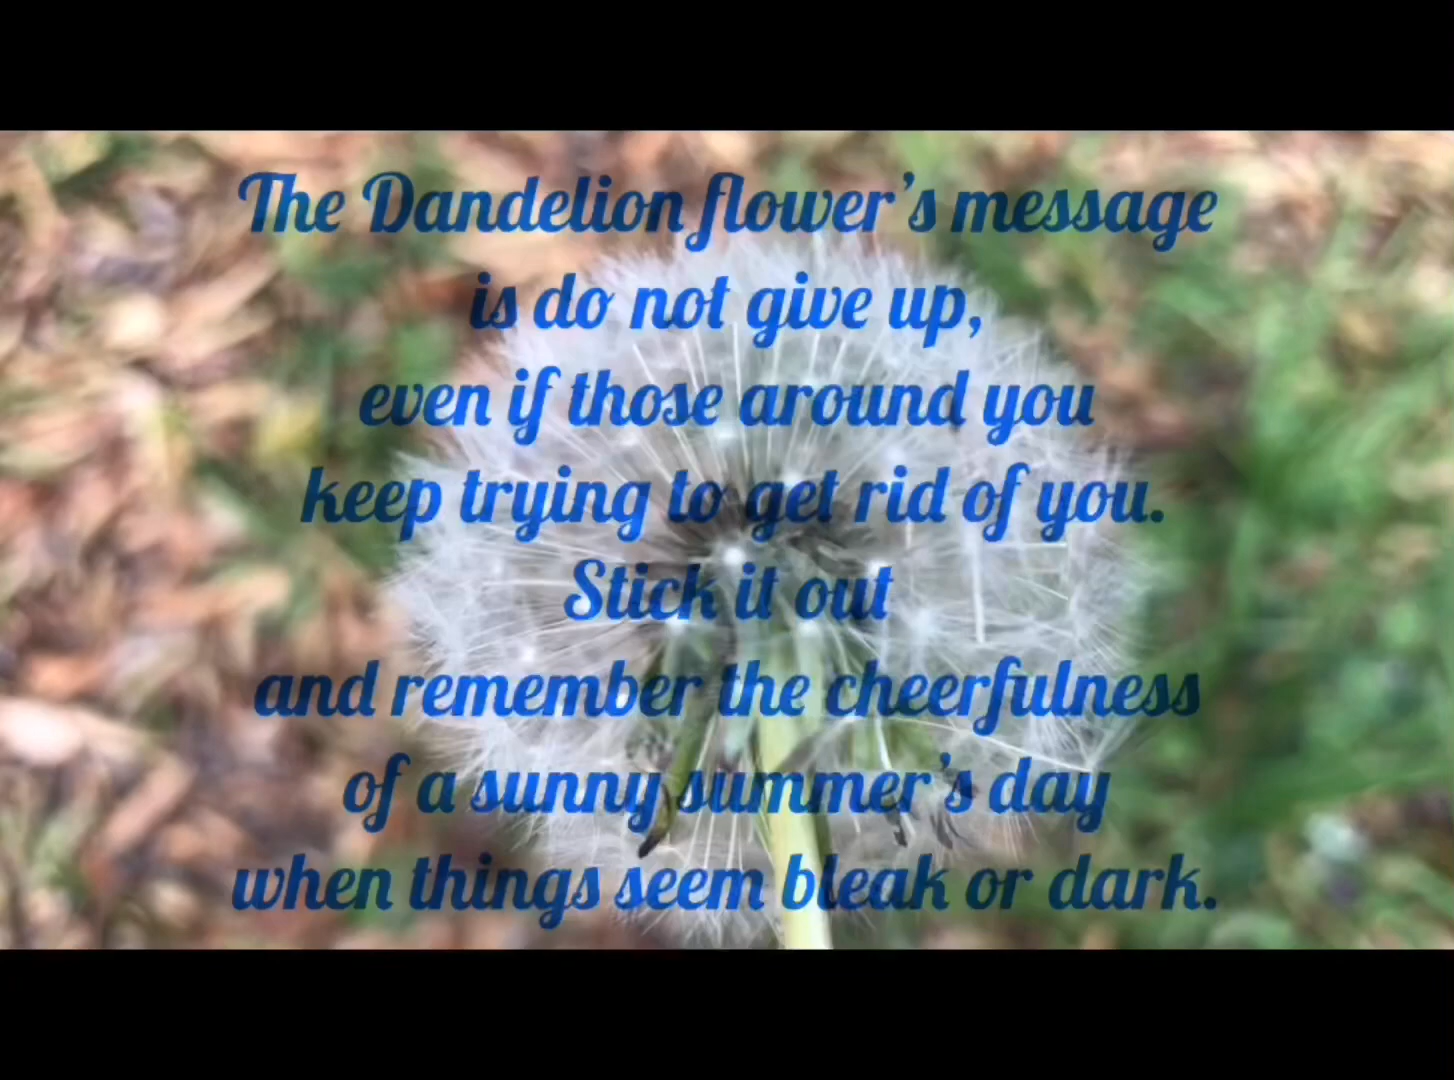 The Dandelion flower's message
is do not give up,
even if those around you
keep trying to get rid of you.
Stick it out
and remember the cheerfulness
of a sunny summer's day
when things seem bleak or dark.